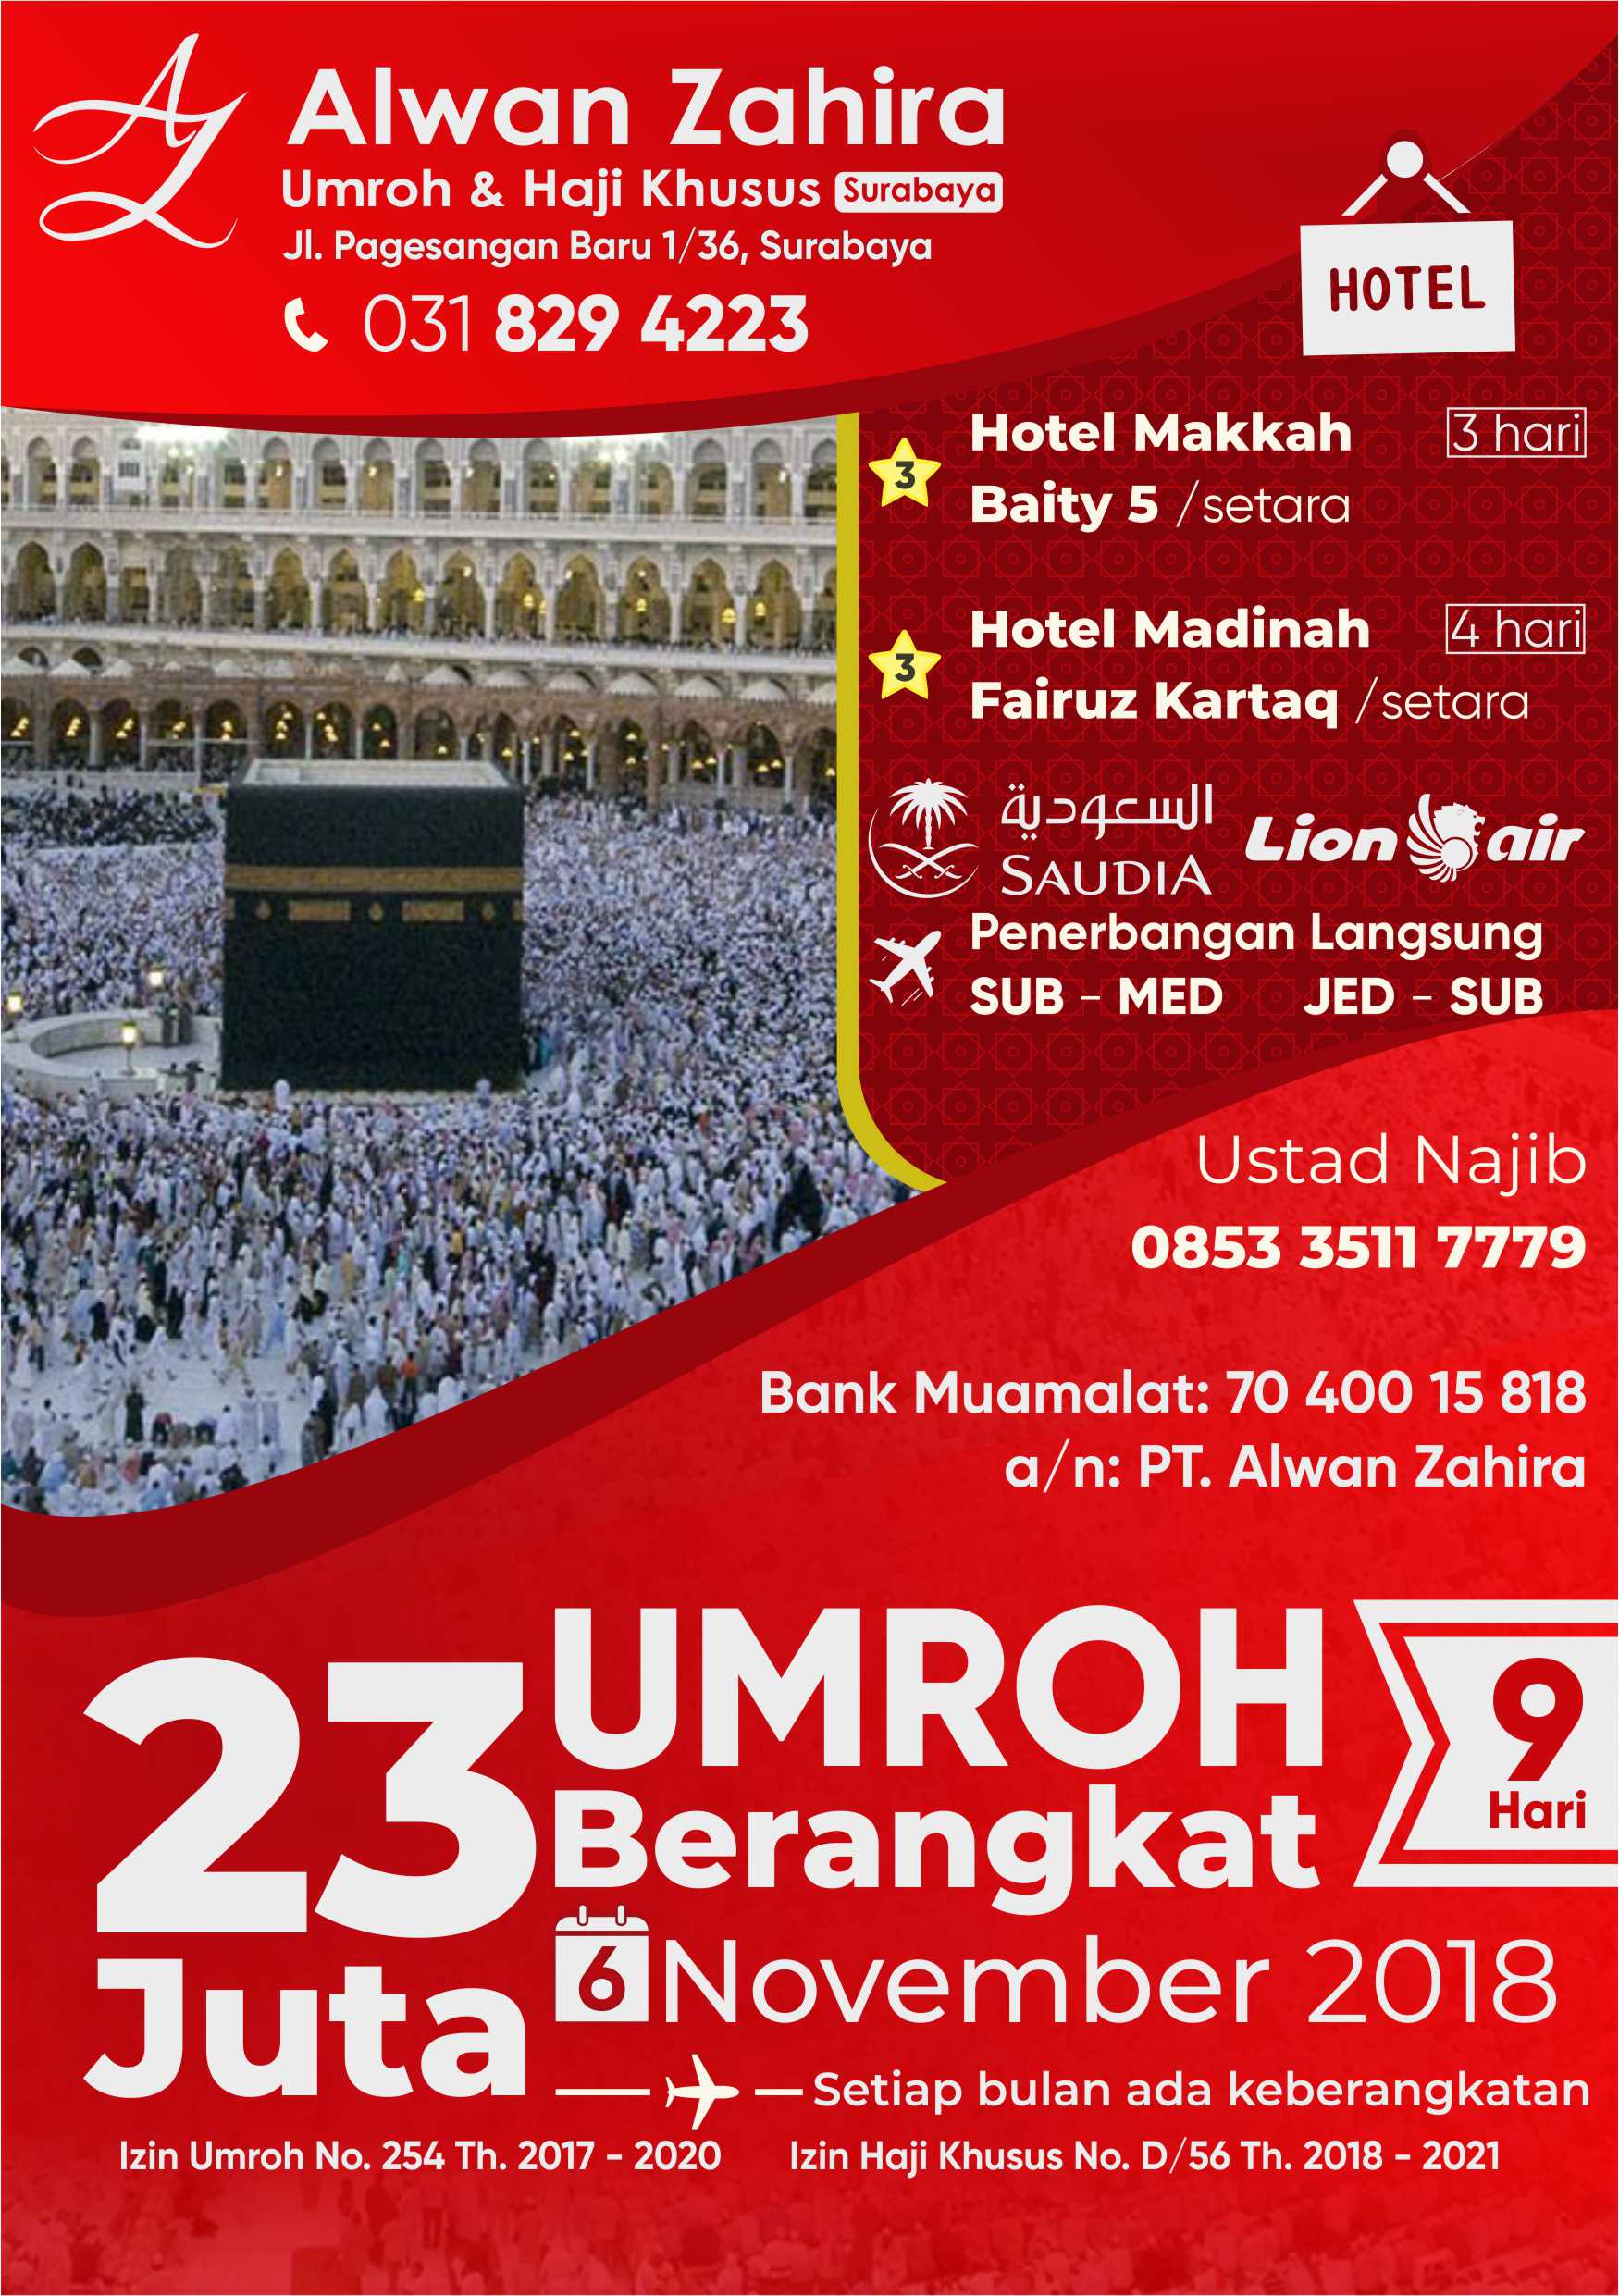 Alwan Zahira
Umroh & Haji Khusus Surabaya
Jl. Pagesangan Baru 1/36, Surabaya
031 829 4223
HOTEL
3
Hotel Makkah 3 hari
Baity 5 /setara
3
Hotel Madinah 4 hari
Fairuz Kartaq /setara
السعودية
SAUDIA
Lion air
Penerbangan Langsung
SUB - MED JED - SUB
Ustad Najib
0853 3511 7779
Bank Muamalat: 70 400 15 818
a/n: PT. Alwan Zahira
23
Juta
UMROH
Berangkat
9
Hari
6 November 2018
Setiap bulan ada keberangkatan
Izin Umroh No. 254 Th. 2017 - 2020
Izin Haji Khusus No. D/56 Th. 2018 - 2021